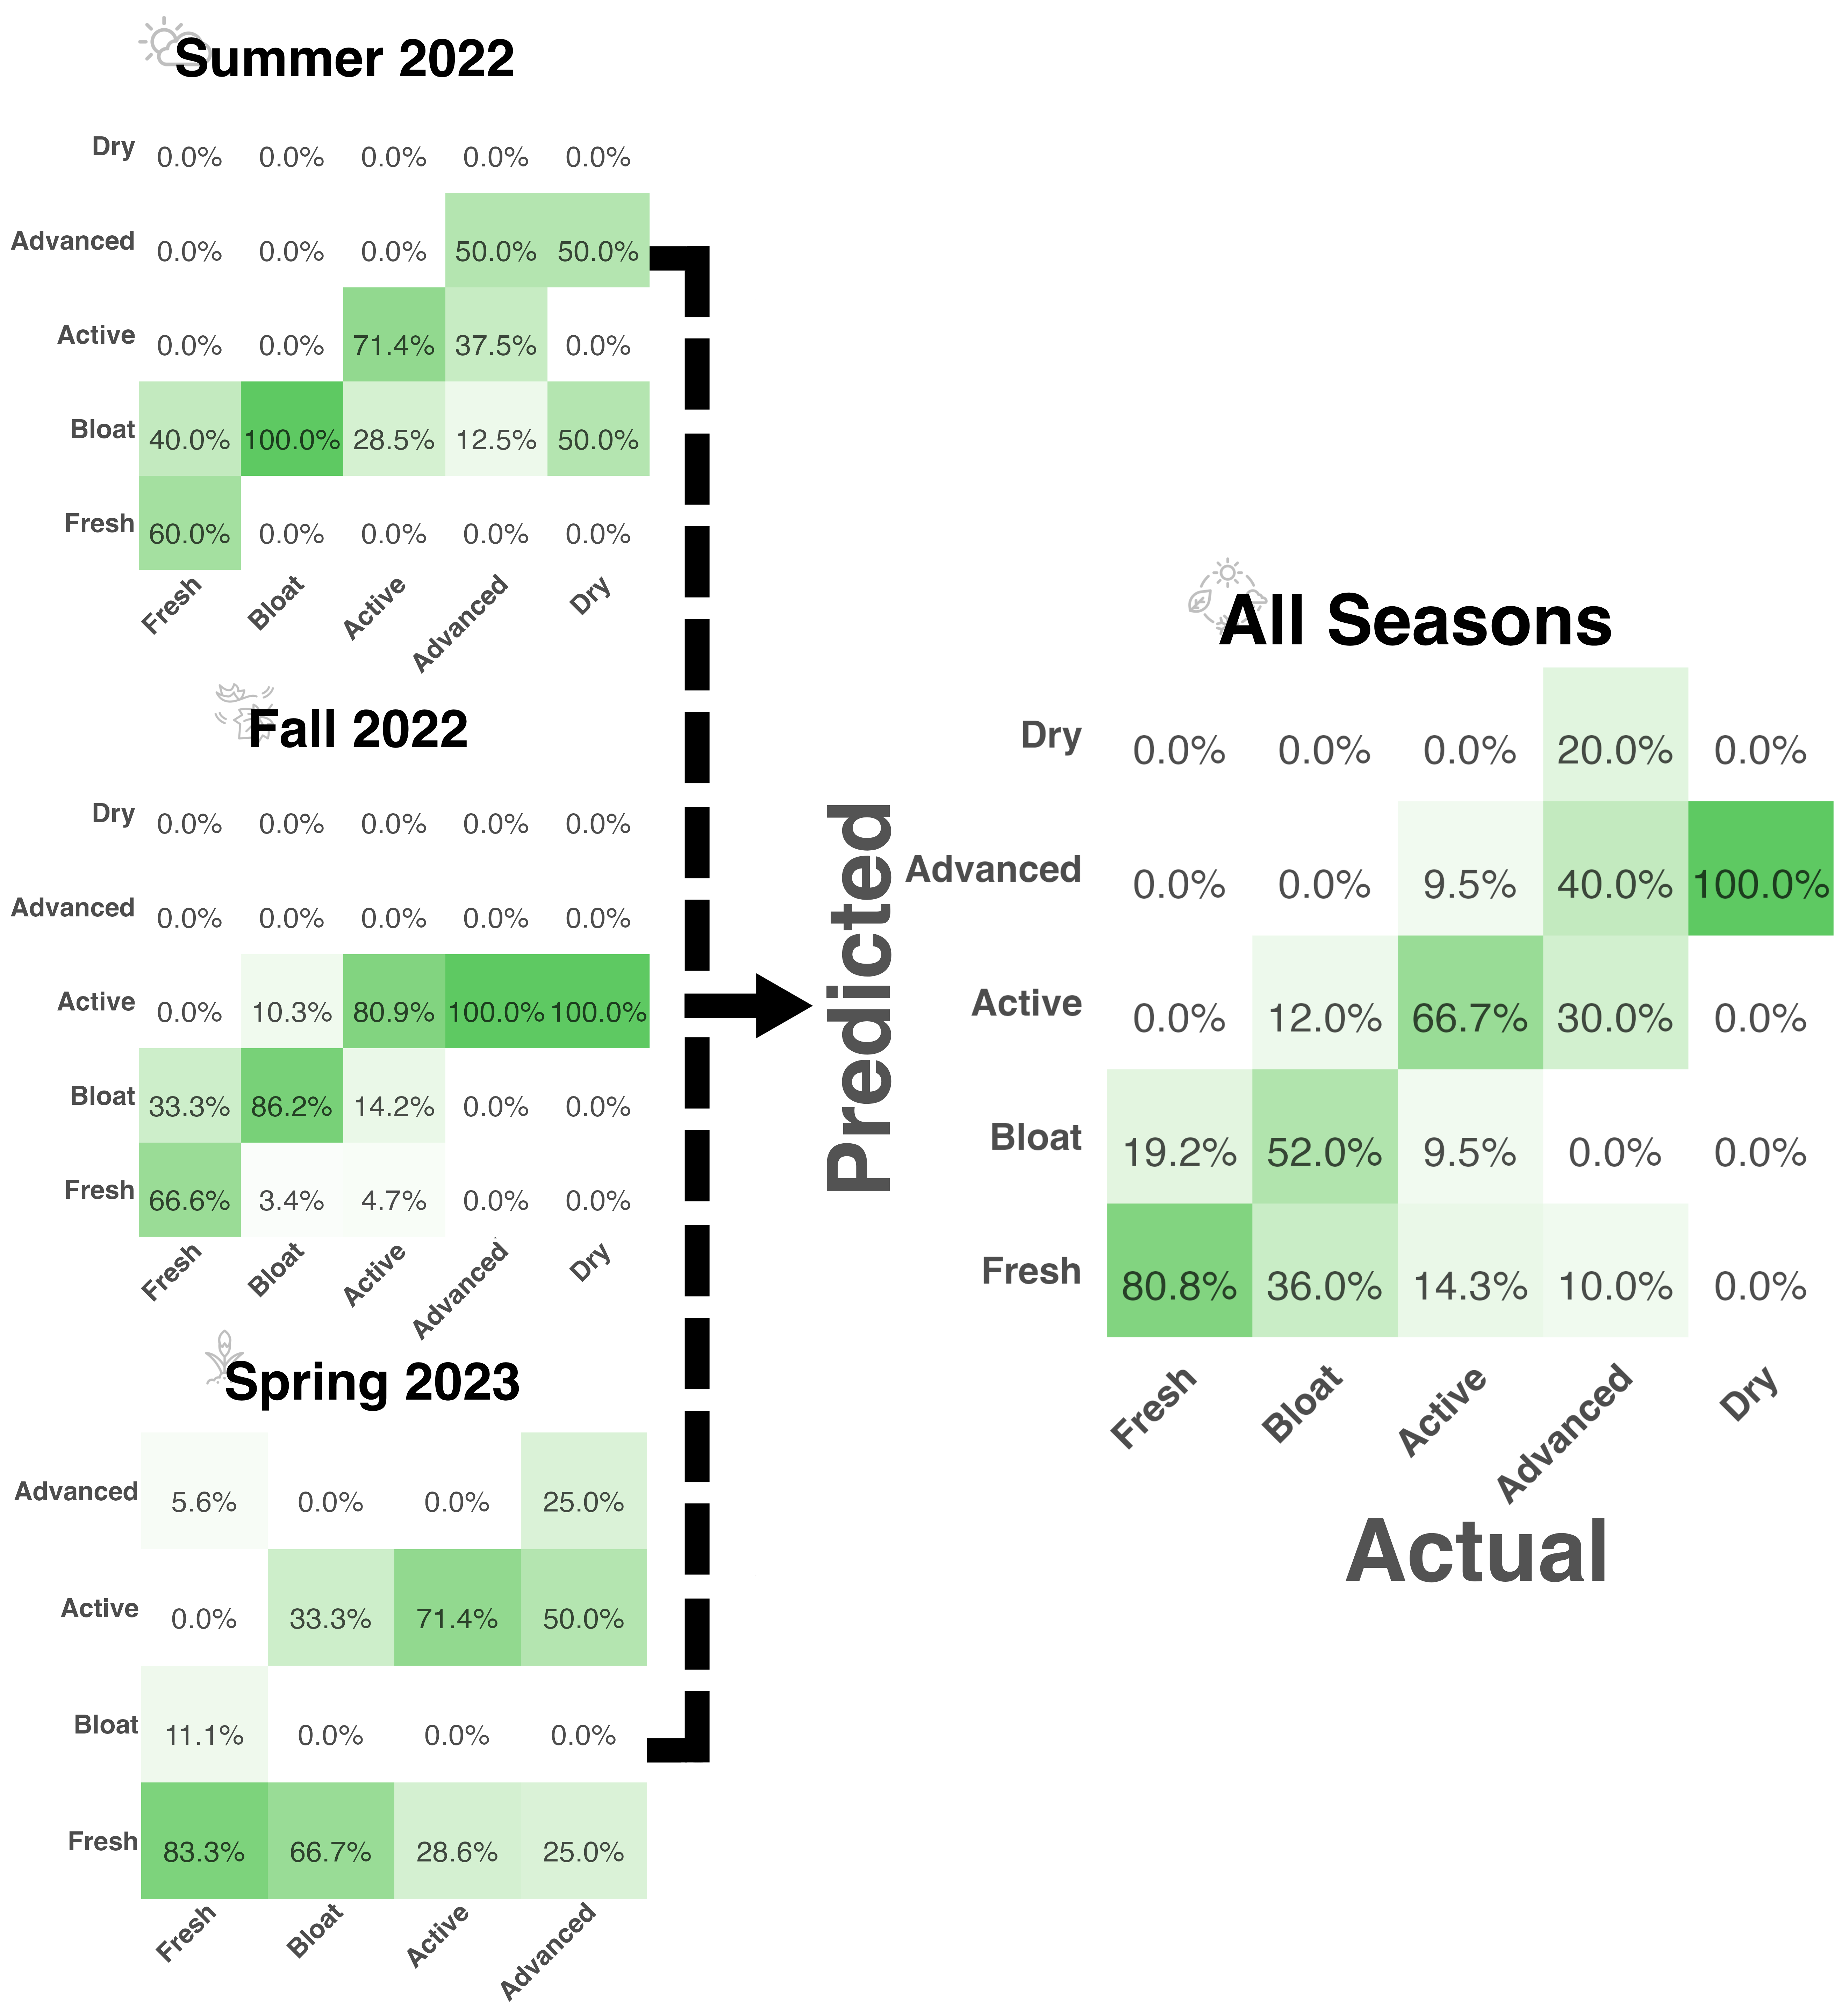 Summer 2022
Dry 0.0% 0.0% 0.0% 0.0% 0.0%
Advanced 0.0% 0.0% 0.0% 50.0% 50.0%
Active 0.0% 0.0% 71.4% 37.5% 0.0%
Bloat 40.0% 100.0% 28.5% 12.5% 50.0%
Fresh 60.0% 0.0% 0.0% 0.0% 0.0%
Fresh Bloat Active Advanced Dry
Fall 2022
Dry 0.0% 0.0% 0.0% 0.0% 0.0%
Advanced 0.0% 0.0% 0.0% 0.0% 0.0%
Active 0.0% 10.3% 80.9% 100.0% 100.0%
Bloat 33.3% 86.2% 14.2% 0.0% 0.0%
Fresh 66.6% 3.4% 4.7% 0.0% 0.0%
Fresh Bloat Active Advanced Dry
Spring 2023
Advanced 5.6% 0.0% 0.0% 25.0%
Active 0.0% 33.3% 71.4% 50.0%
Bloat 11.1% 0.0% 0.0% 0.0%
Fresh 83.3% 66.7% 28.6% 25.0%
Fresh Bloat Active Advanced
All Seasons
Predicted
Dry 0.0% 0.0% 0.0% 20.0% 0.0%
Advanced 0.0% 0.0% 9.5% 40.0% 100.0%
Active 0.0% 12.0% 66.7% 30.0% 0.0%
Bloat 19.2% 52.0% 9.5% 0.0% 0.0%
Fresh 80.8% 36.0% 14.3% 10.0% 0.0%
Fresh Bloat Active Advanced Dry
Actual